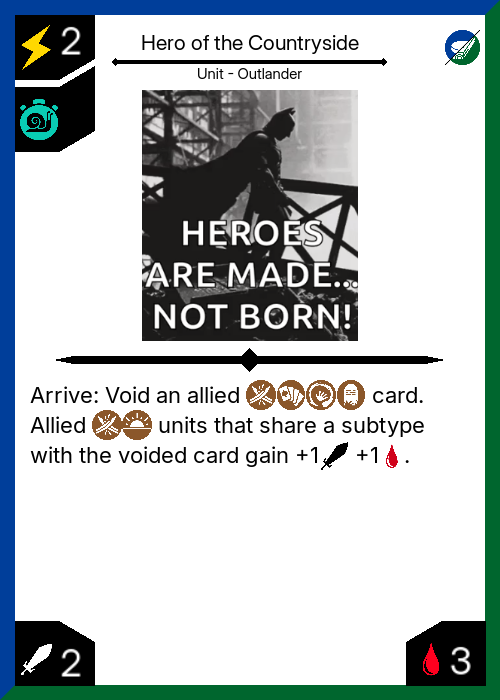 2
Hero of the Countryside
Unit - Outlander
HEROES
ARE MADE...
NOT BORN!
Arrive: Void an allied card.
Allied units that share a subtype
with the voided card gain +1 +1 .
2
3